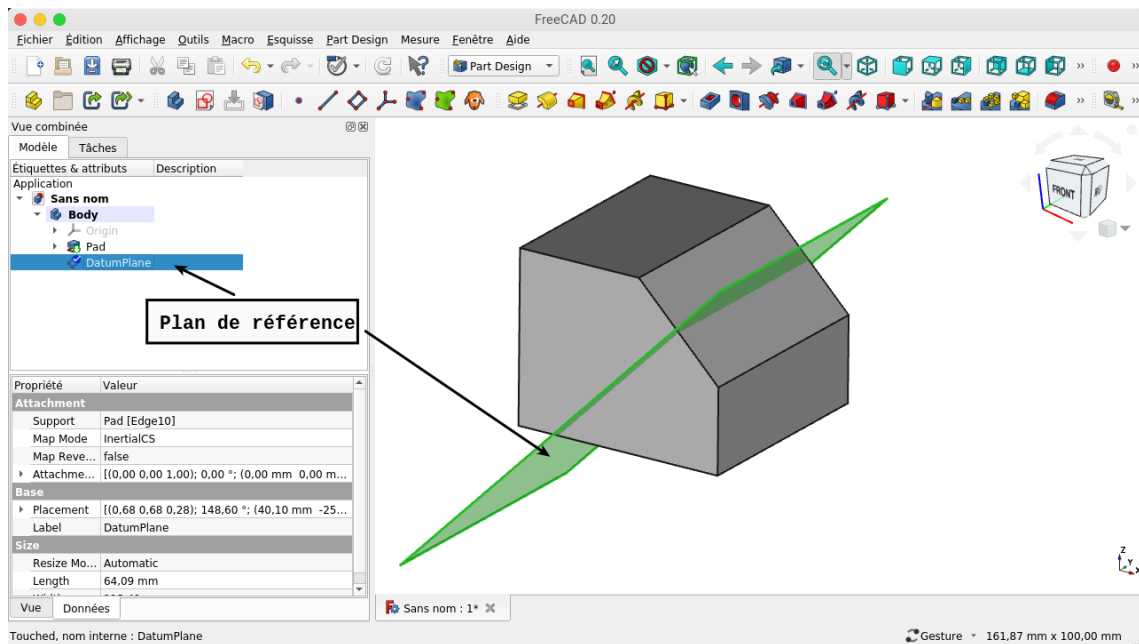 FreeCAD 0.20
Fichier Édition Affichage Outils Macro Esquisse Part Design Mesure Fenêtre Aide
Part Design
Vue combinée
Modèle Tâches
Étiquettes & attributs Description
Application
Sans nom
Body
Origin
Pad
DatumPlane
Plan de référence
FRONT
Propriété Valeur
Attachment
Support Pad [Edge10]
Map Mode InertialCS
Map Reve... false
Attachme... [(0,00 0,00 1,00); 0,00 °; (0,00 mm 0,00 m...
Base
Placement [(0,68 0,68 0,28); 148,60 °; (40,10 mm -25...
Label DatumPlane
Size
Resize Mo... Automatic
Length 64,09 mm
Z
Y
X
Vue Données
Sans nom : 1*
Touched, nom interne : DatumPlane
Gesture 161,87 mm x 100,00 mm